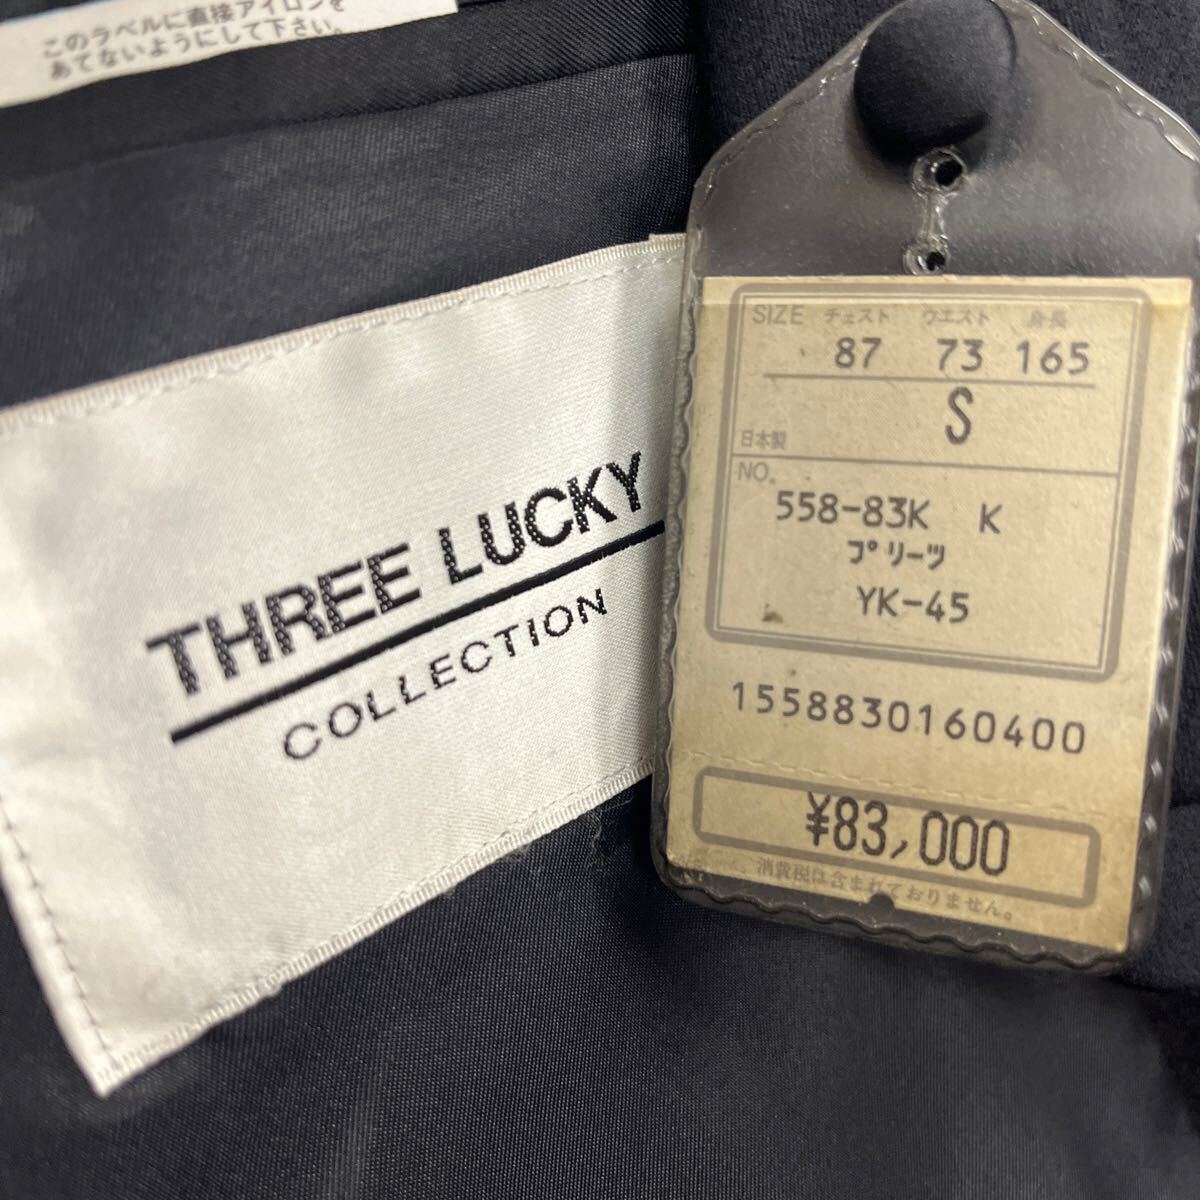 このラベルに直接アイロンを
あてないようにして下さい。
THREE LUCKY
COLLECTION
SIZE チェスト ウエスト 身長
87 73 165
S
日本製
NO.
558-83K K
プリーツ
YK-45
1558830160400
¥83,000
消費税は含まれておりません。